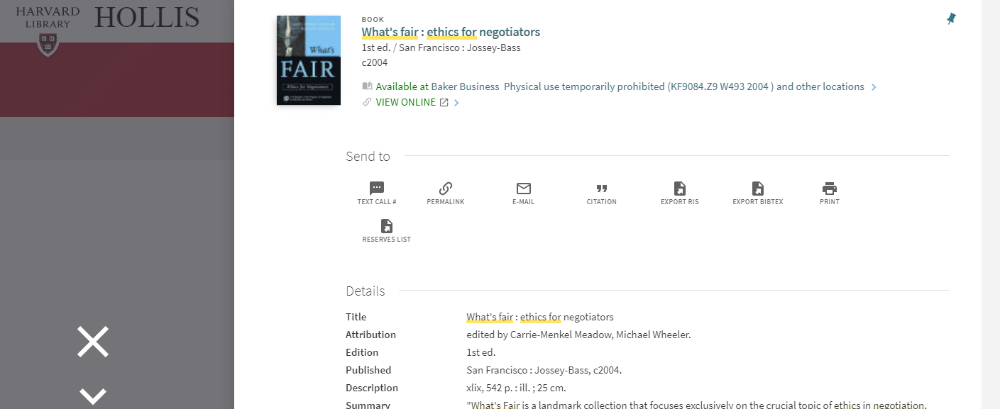 HARVARD
LIBRARY
HOLLIS
BOOK
What's fair : ethics for negotiators
1st ed. / San Francisco : Jossey-Bass
c2004
Available at Baker Business  Physical use temporarily prohibited (KF9084.Z9 W493 2004 ) and other locations
VIEW ONLINE
What's
FAIR
Ethics for Negotiators
Send to
TEXT CALL #
PERMALINK
E-MAIL
CITATION
EXPORT RIS
EXPORT BIBTEX
PRINT
RESERVES LIST
Details
Title What's fair : ethics for negotiators
Attribution edited by Carrie-Menkel Meadow, Michael Wheeler.
Edition 1st ed.
Published San Francisco : Jossey-Bass, c2004.
Description xlix, 542 p. : ill. ; 25 cm.
Summary "What's Fair is a landmark collection that focuses exclusively on the crucial topic of ethics in negotiation.